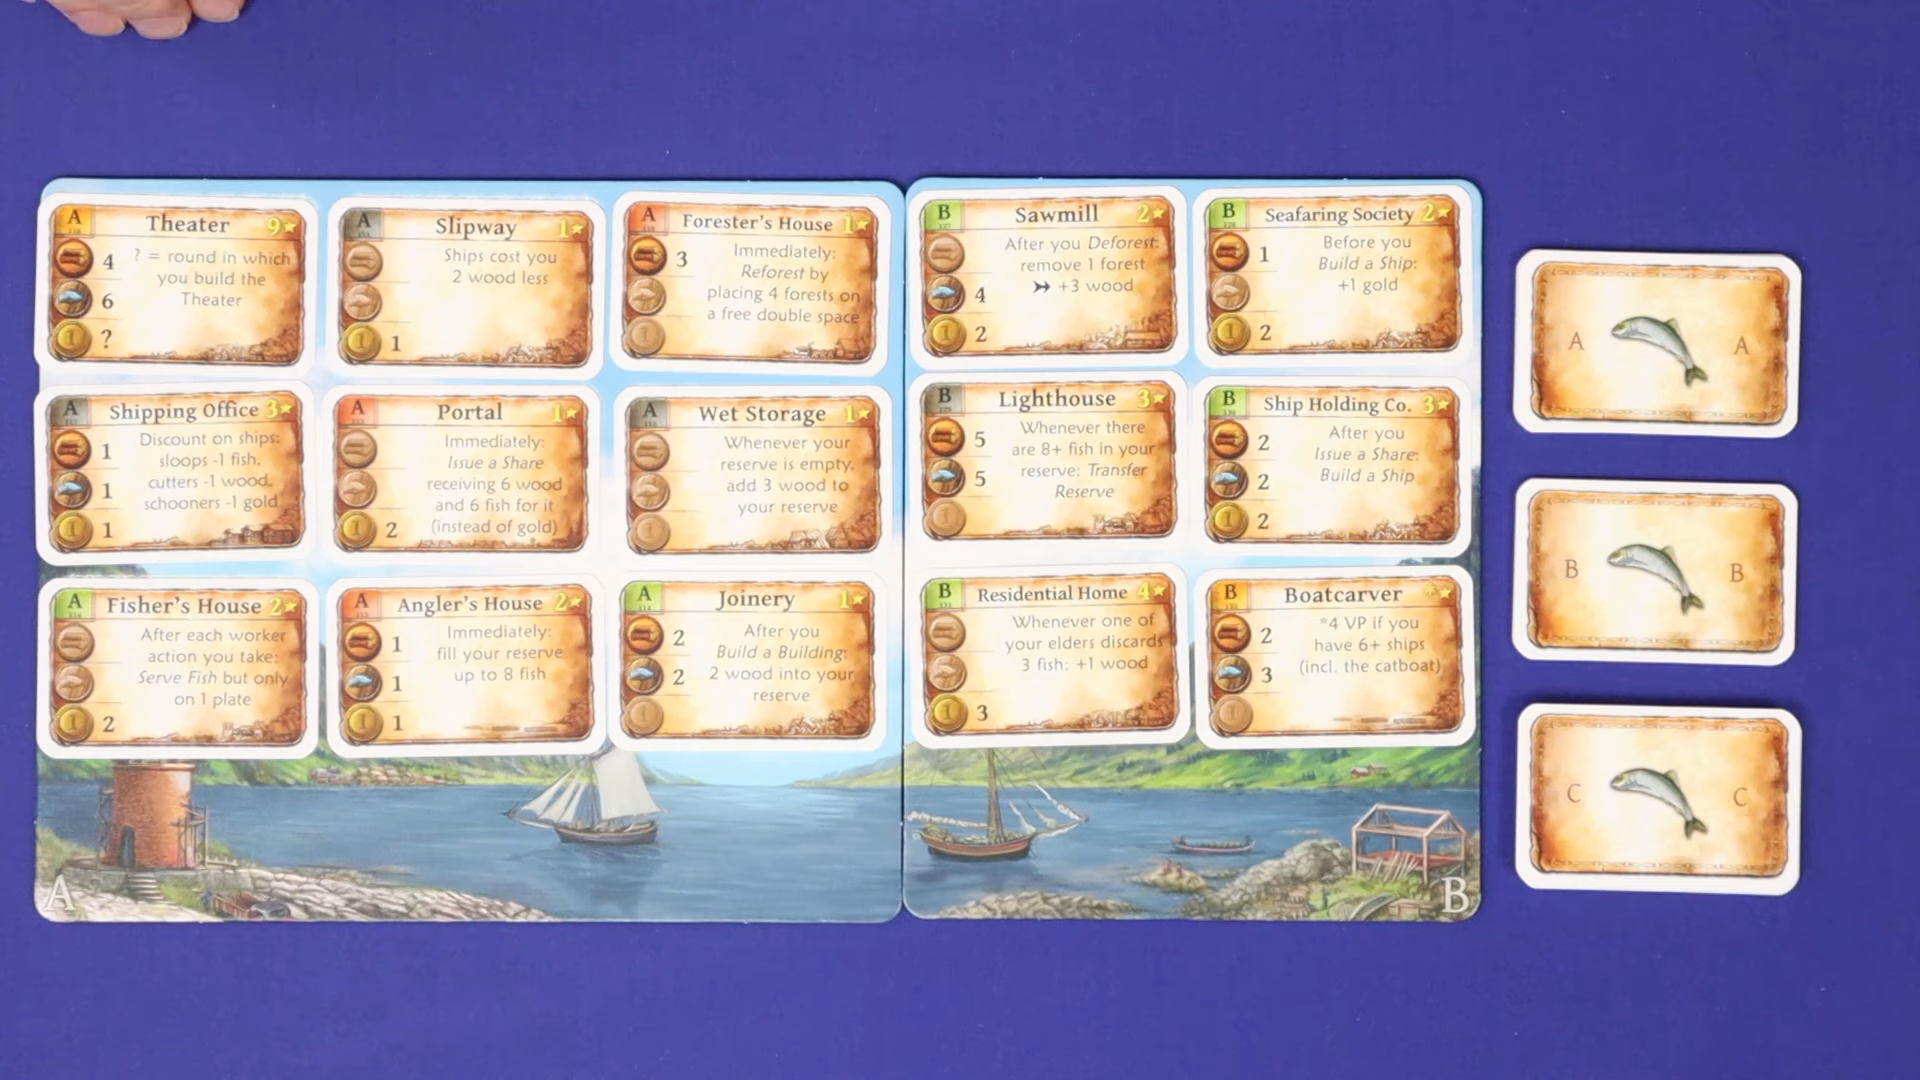 A
Theater 9
4
6
?
? = round in which
you build the
Theater
A
Slipway 1
Ships cost you
2 wood less
1
A
Forester's House 1
3
Immediately:
Reforest by
placing 4 forests on
a free double space
B
Sawmill 2
After you Deforest:
remove 1 forest
+3 wood
4
2
B
Seafaring Society 2
1
Before you
Build a Ship:
+1 gold
2
A
Shipping Office 3
1
1
1
Discount on ships:
sloops -1 fish,
cutters -1 wood,
schooners -1 gold
A
Portal 1
Immediately:
Issue a Share
receiving 6 wood
and 6 fish for it
(instead of gold)
2
A
Wet Storage 1
Whenever your
reserve is empty,
add 3 wood to
your reserve
B
Lighthouse 3
5
5
Whenever there
are 8+ fish in your
reserve: Transfer
Reserve
B
Ship Holding Co. 3
2
2
2
After you
Issue a Share:
Build a Ship
A
Fisher's House 2
After each worker
action you take:
Serve Fish but only
on 1 plate
2
A
Angler's House 2
1
1
1
Immediately:
fill your reserve
up to 8 fish
A
Joinery 1
2
2
After you
Build a Building:
2 wood into your
reserve
B
Residential Home 4
Whenever one of
your elders discards
3 fish: +1 wood
3
B
Boatcarver *
2
3
*4 VP if you
have 6+ ships
(incl. the catboat)
A
B
A A
B B
C C